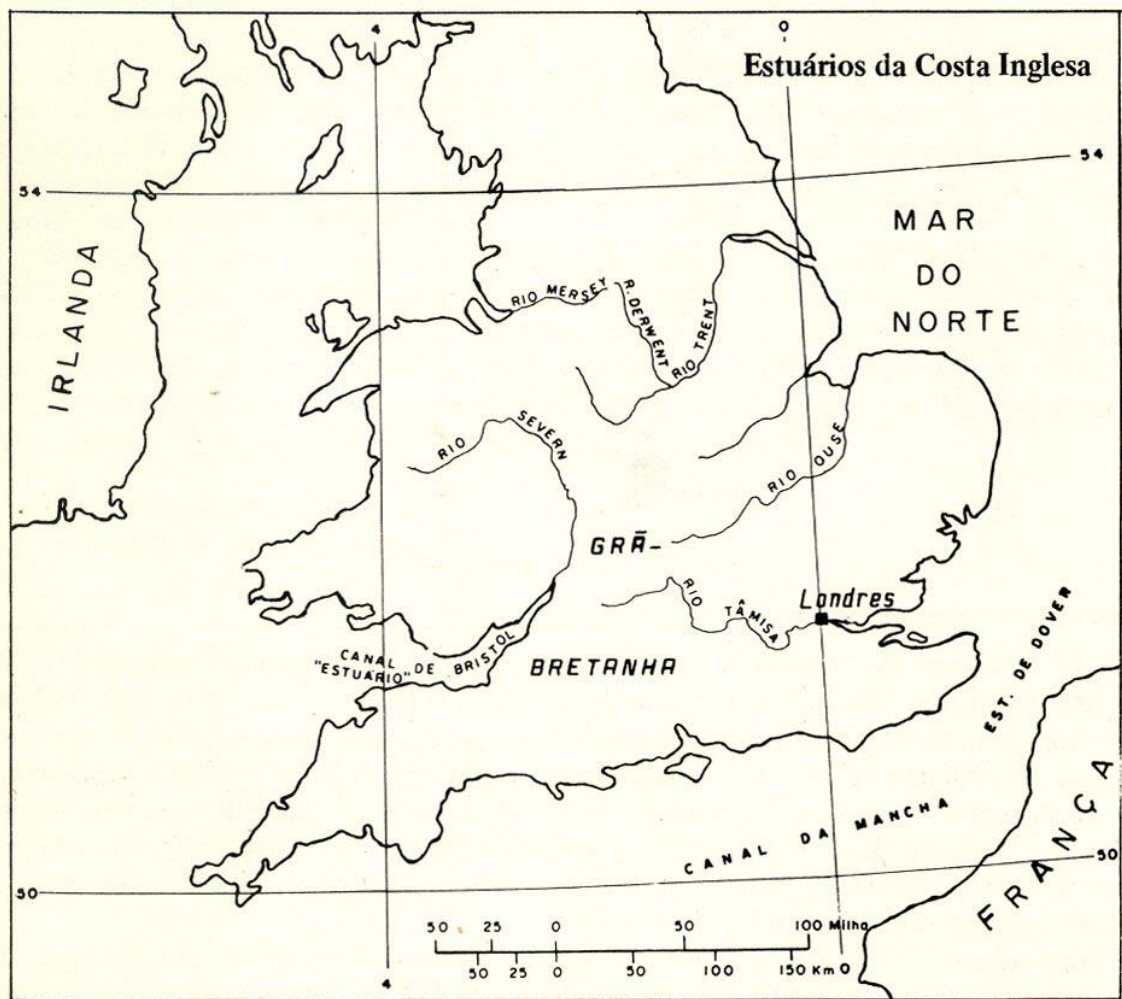 4
0
Estuários da Costa Inglesa
54
54
MAR
DO
NORTE
IRLANDA
RIO MERSEY
R. DERWENT
RIO TRENT
RIO SEVERN
RIO OUSE
GRÃ-
BRETANHA
RIO TÂMISA
Londres
CANAL DE BRISTOL
"ESTUÁRIO"
EST. DE DOVER
CANAL DA MANCHA
FRANÇA
50
50
50 25 0 50 100 Milha
50 25 0 50 100 150 Km 0
4